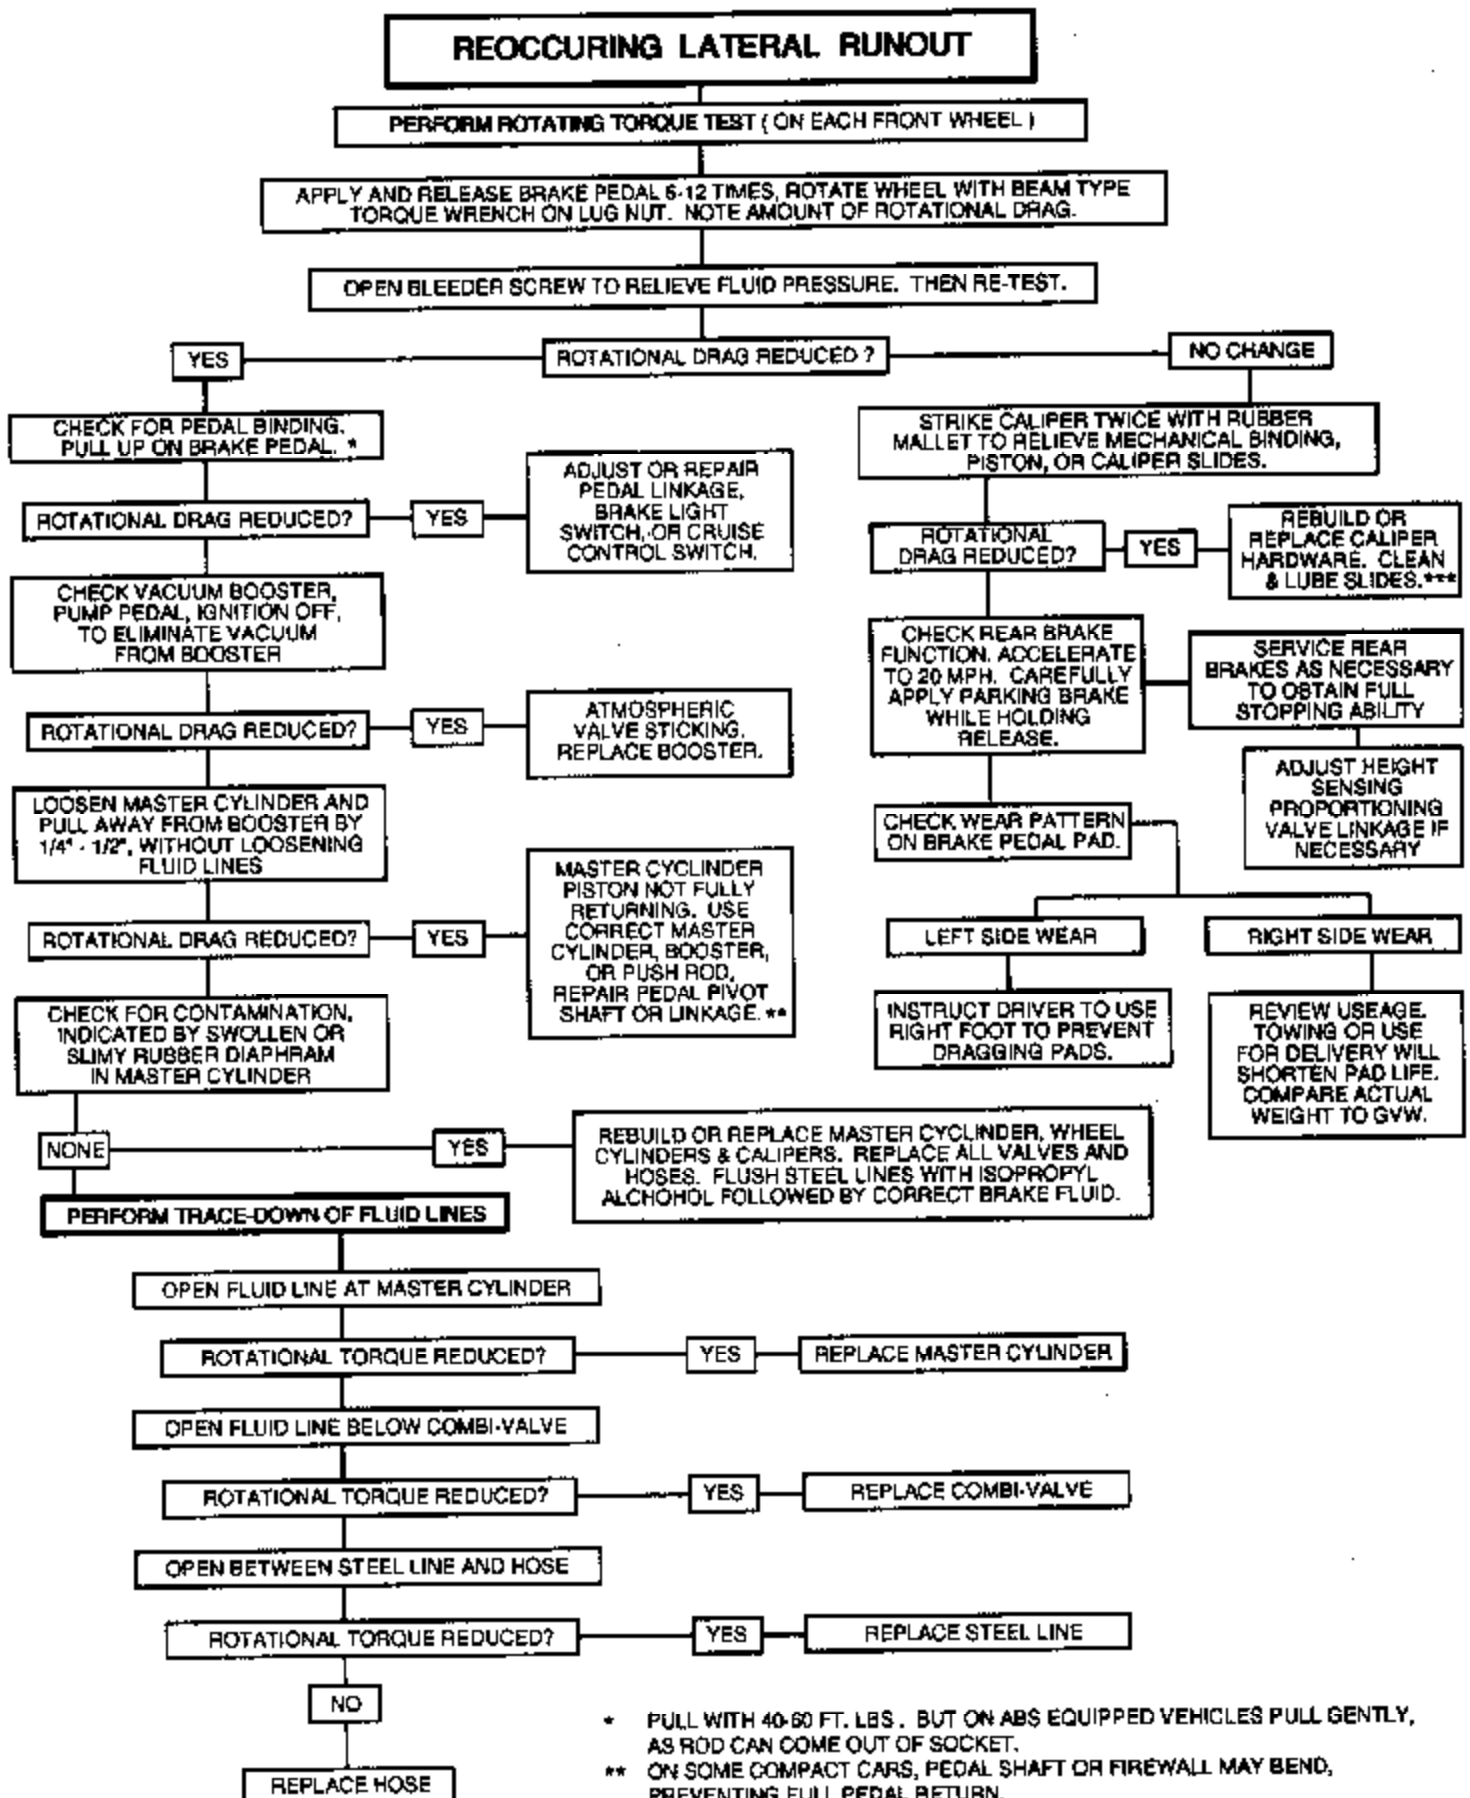 REOCCURING LATERAL RUNOUT
PERFORM ROTATING TORQUE TEST ( ON EACH FRONT WHEEL )
APPLY AND RELEASE BRAKE PEDAL 6-12 TIMES, ROTATE WHEEL WITH BEAM TYPE
TORQUE WRENCH ON LUG NUT. NOTE AMOUNT OF ROTATIONAL DRAG.
OPEN BLEEDER SCREW TO RELIEVE FLUID PRESSURE. THEN RE-TEST.
ROTATIONAL DRAG REDUCED ?
YES
CHECK FOR PEDAL BINDING.
PULL UP ON BRAKE PEDAL. *
ROTATIONAL DRAG REDUCED?
YES
ADJUST OR REPAIR
PEDAL LINKAGE,
BRAKE LIGHT
SWITCH, OR CRUISE
CONTROL SWITCH.
CHECK VACUUM BOOSTER,
PUMP PEDAL, IGNITION OFF,
TO ELIMINATE VACUUM
FROM BOOSTER
ROTATIONAL DRAG REDUCED?
YES
ATMOSPHERIC
VALVE STICKING.
REPLACE BOOSTER.
LOOSEN MASTER CYLINDER AND
PULL AWAY FROM BOOSTER BY
1/4" - 1/2", WITHOUT LOOSENING
FLUID LINES
ROTATIONAL DRAG REDUCED?
YES
MASTER CYCLINDER
PISTON NOT FULLY
RETURNING. USE
CORRECT MASTER
CYLINDER, BOOSTER,
OR PUSH ROD,
REPAIR PEDAL PIVOT
SHAFT OR LINKAGE. **
CHECK FOR CONTAMINATION,
INDICATED BY SWOLLEN OR
SLIMY RUBBER DIAPHRAM
IN MASTER CYLINDER
NONE
YES
REBUILD OR REPLACE MASTER CYCLINDER, WHEEL
CYLINDERS & CALIPERS. REPLACE ALL VALVES AND
HOSES. FLUSH STEEL LINES WITH ISOPROPYL
ALCHOHOL FOLLOWED BY CORRECT BRAKE FLUID.
NO CHANGE
STRIKE CALIPER TWICE WITH RUBBER
MALLET TO RELIEVE MECHANICAL BINDING,
PISTON, OR CALIPER SLIDES.
ROTATIONAL
DRAG REDUCED?
YES
REBUILD OR
REPLACE CALIPER
HARDWARE. CLEAN
& LUBE SLIDES.***
CHECK REAR BRAKE
FUNCTION. ACCELERATE
TO 20 MPH. CAREFULLY
APPLY PARKING BRAKE
WHILE HOLDING
RELEASE.
SERVICE REAR
BRAKES AS NECESSARY
TO OBTAIN FULL
STOPPING ABILITY
ADJUST HEIGHT
SENSING
PROPORTIONING
VALVE LINKAGE IF
NECESSARY
CHECK WEAR PATTERN
ON BRAKE PEDAL PAD.
LEFT SIDE WEAR
INSTRUCT DRIVER TO USE
RIGHT FOOT TO PREVENT
DRAGGING PADS.
RIGHT SIDE WEAR
REVIEW USEAGE.
TOWING OR USE
FOR DELIVERY WILL
SHORTEN PAD LIFE.
COMPARE ACTUAL
WEIGHT TO GVW.
PERFORM TRACE-DOWN OF FLUID LINES
OPEN FLUID LINE AT MASTER CYLINDER
ROTATIONAL TORQUE REDUCED?
YES
REPLACE MASTER CYLINDER
OPEN FLUID LINE BELOW COMBI-VALVE
ROTATIONAL TORQUE REDUCED?
YES
REPLACE COMBI-VALVE
OPEN BETWEEN STEEL LINE AND HOSE
ROTATIONAL TORQUE REDUCED?
YES
REPLACE STEEL LINE
NO
REPLACE HOSE
* PULL WITH 40-60 FT. LBS. BUT ON ABS EQUIPPED VEHICLES PULL GENTLY,
AS ROD CAN COME OUT OF SOCKET.
** ON SOME COMPACT CARS, PEDAL SHAFT OR FIREWALL MAY BEND,
PREVENTING FULL PEDAL RETURN.